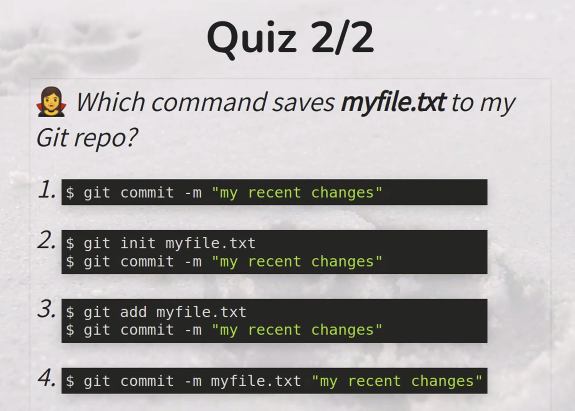 Quiz 2/2
Which command saves myfile.txt to my
Git repo?
1. $ git commit -m "my recent changes"
2. $ git init myfile.txt
$ git commit -m "my recent changes"
3. $ git add myfile.txt
$ git commit -m "my recent changes"
4. $ git commit -m myfile.txt "my recent changes"